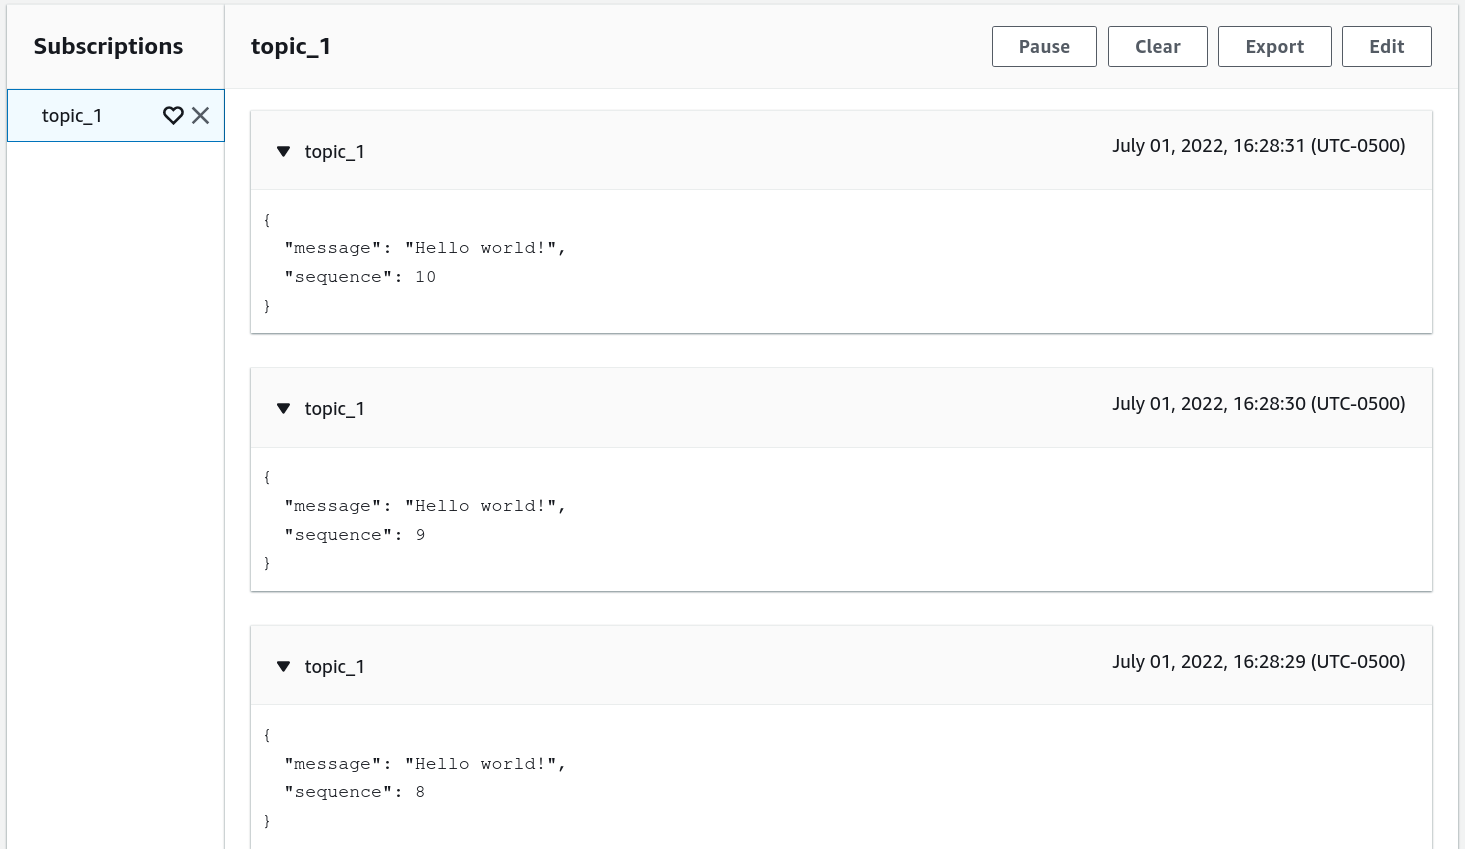 Subscriptions
topic_1
Pause
Clear
Export
Edit
topic_1
topic_1
July 01, 2022, 16:28:31 (UTC-0500)
{
"message": "Hello world!",
"sequence": 10
}
topic_1
July 01, 2022, 16:28:30 (UTC-0500)
{
"message": "Hello world!",
"sequence": 9
}
topic_1
July 01, 2022, 16:28:29 (UTC-0500)
{
"message": "Hello world!",
"sequence": 8
}